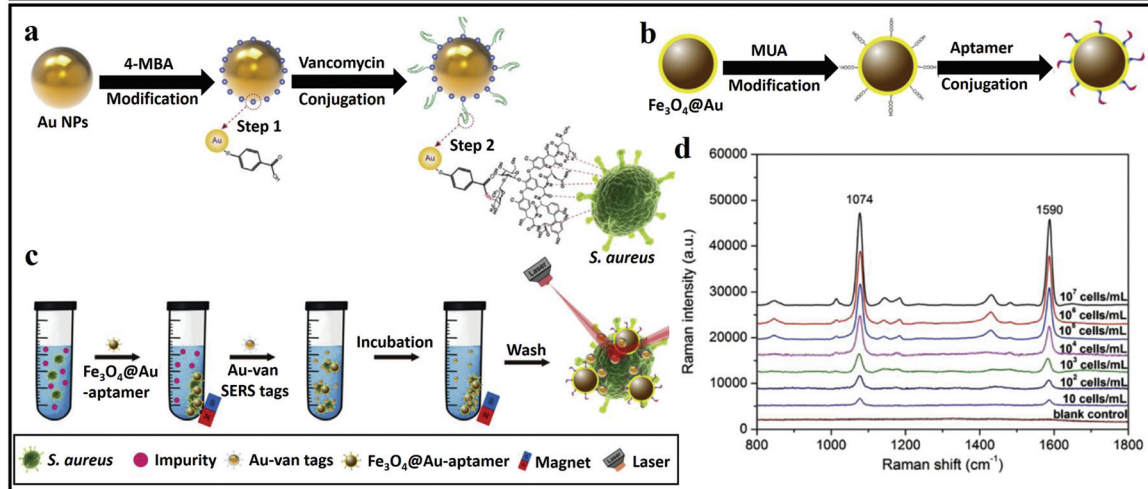 a
Au NPs
4-MBA
Modification
Vancomycin
Conjugation
Step 1
Au
Step 2
Au
S. aureus
b
Fe₃O₄@Au
MUA
Modification
HOOC
COOH
Aptamer
Conjugation
c
Fe₃O₄@Au
-aptamer
Au-van
SERS tags
Incubation
Wash
Laser
N
S
d
Raman intensity (a.u.)
60000
50000
40000
30000
20000
10000
0
1074
1590
10⁷ cells/mL
10⁶ cells/mL
10⁵ cells/mL
10⁴ cells/mL
10³ cells/mL
10² cells/mL
10 cells/mL
blank control
800 1000 1200 1400 1600 1800
Raman shift (cm⁻¹)
S. aureus Impurity Au-van tags Fe₃O₄@Au-aptamer Magnet Laser